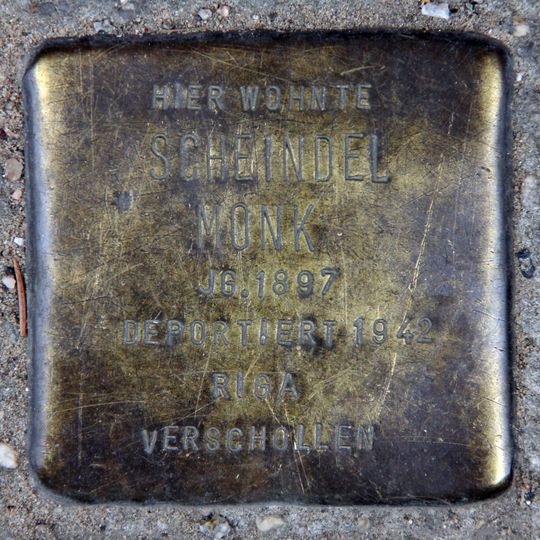 HIER WOHNTE
SCHEINDEL
MONK
JG. 1897
DEPORTIERT 1942
RIGA
VERSCHOLLEN